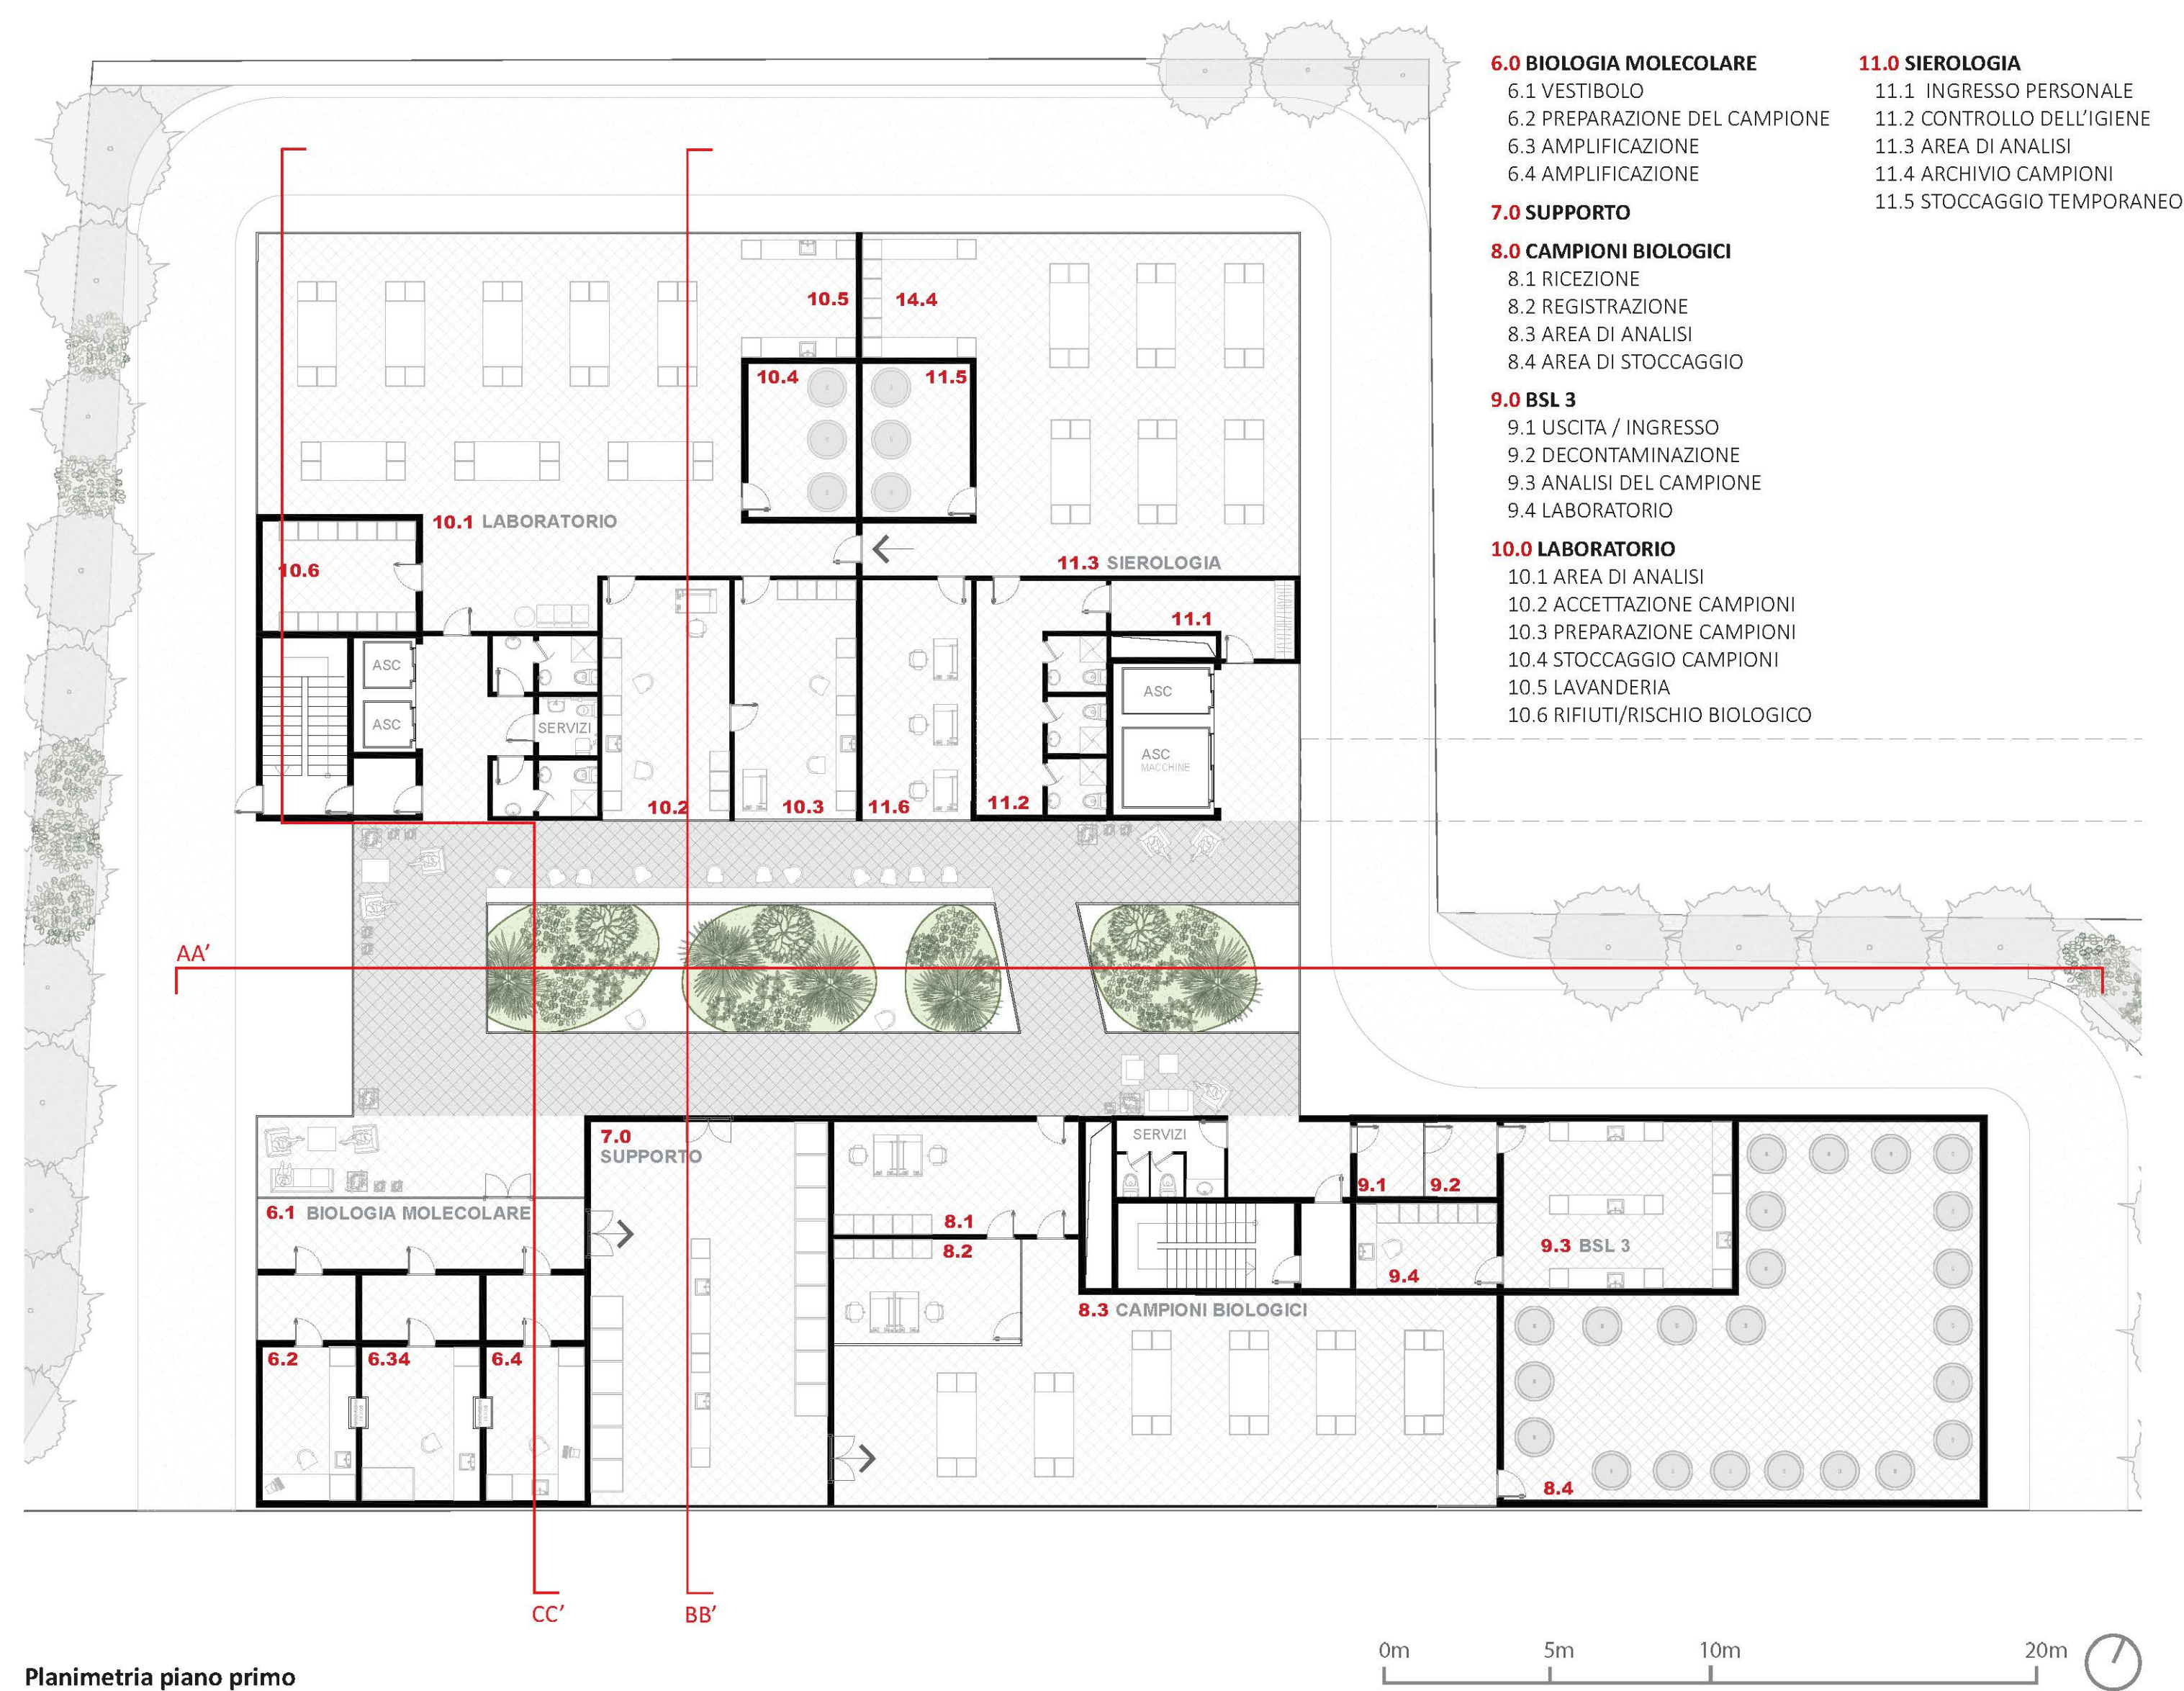 6.0 BIOLOGIA MOLECOLARE
6.1 VESTIBOLO
6.2 PREPARAZIONE DEL CAMPIONE
6.3 AMPLIFICAZIONE
6.4 AMPLIFICAZIONE
7.0 SUPPORTO
8.0 CAMPIONI BIOLOGICI
8.1 RICEZIONE
8.2 REGISTRAZIONE
8.3 AREA DI ANALISI
8.4 AREA DI STOCCAGGIO
9.0 BSL 3
9.1 USCITA / INGRESSO
9.2 DECONTAMINAZIONE
9.3 ANALISI DEL CAMPIONE
9.4 LABORATORIO
10.0 LABORATORIO
10.1 AREA DI ANALISI
10.2 ACCETTAZIONE CAMPIONI
10.3 PREPARAZIONE CAMPIONI
10.4 STOCCAGGIO CAMPIONI
10.5 LAVANDERIA
10.6 RIFIUTI/RISCHIO BIOLOGICO
11.0 SIEROLOGIA
11.1 INGRESSO PERSONALE
11.2 CONTROLLO DELL'IGIENE
11.3 AREA DI ANALISI
11.4 ARCHIVIO CAMPIONI
11.5 STOCCAGGIO TEMPORANEO
10.5
14.4
10.4
11.5
10.1 LABORATORIO
10.6
11.3 SIEROLOGIA
11.1
ASC
ASC
SERVIZI
ASC
ASC
MACCHINE
10.2
10.3
11.6
11.2
AA'
7.0
SUPPORTO
SERVIZI
9.1
9.2
6.1 BIOLOGIA MOLECOLARE
8.1
8.2
9.3 BSL 3
9.4
8.3 CAMPIONI BIOLOGICI
6.2
6.34
6.4
8.4
CC'
BB'
0m
5m
10m
20m
Planimetria piano primo